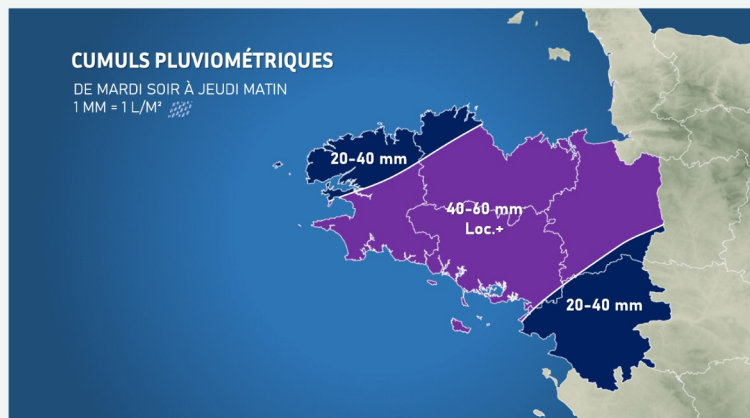 CUMULS PLUVIOMÉTRIQUES
DE MARDI SOIR À JEUDI MATIN
1 MM = 1 L/M²
20-40 mm
40-60 mm
Loc.+
20-40 mm